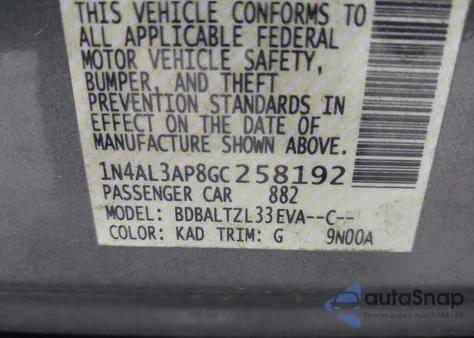 THIS VEHICLE CONFORMS TO
ALL APPLICABLE FEDERAL
MOTOR VEHICLE SAFETY,
BUMPER, AND THEFT
PREVENTION STANDARDS IN
EFFECT ON THE DATE OF
MANUFACTURE SHOWN ABOVE.
1N4AL3AP8GC258192
PASSENGER CAR 882
MODEL: BDBALTZL33EVA--C--
COLOR: KAD TRIM: G 9N00A
autaSnap